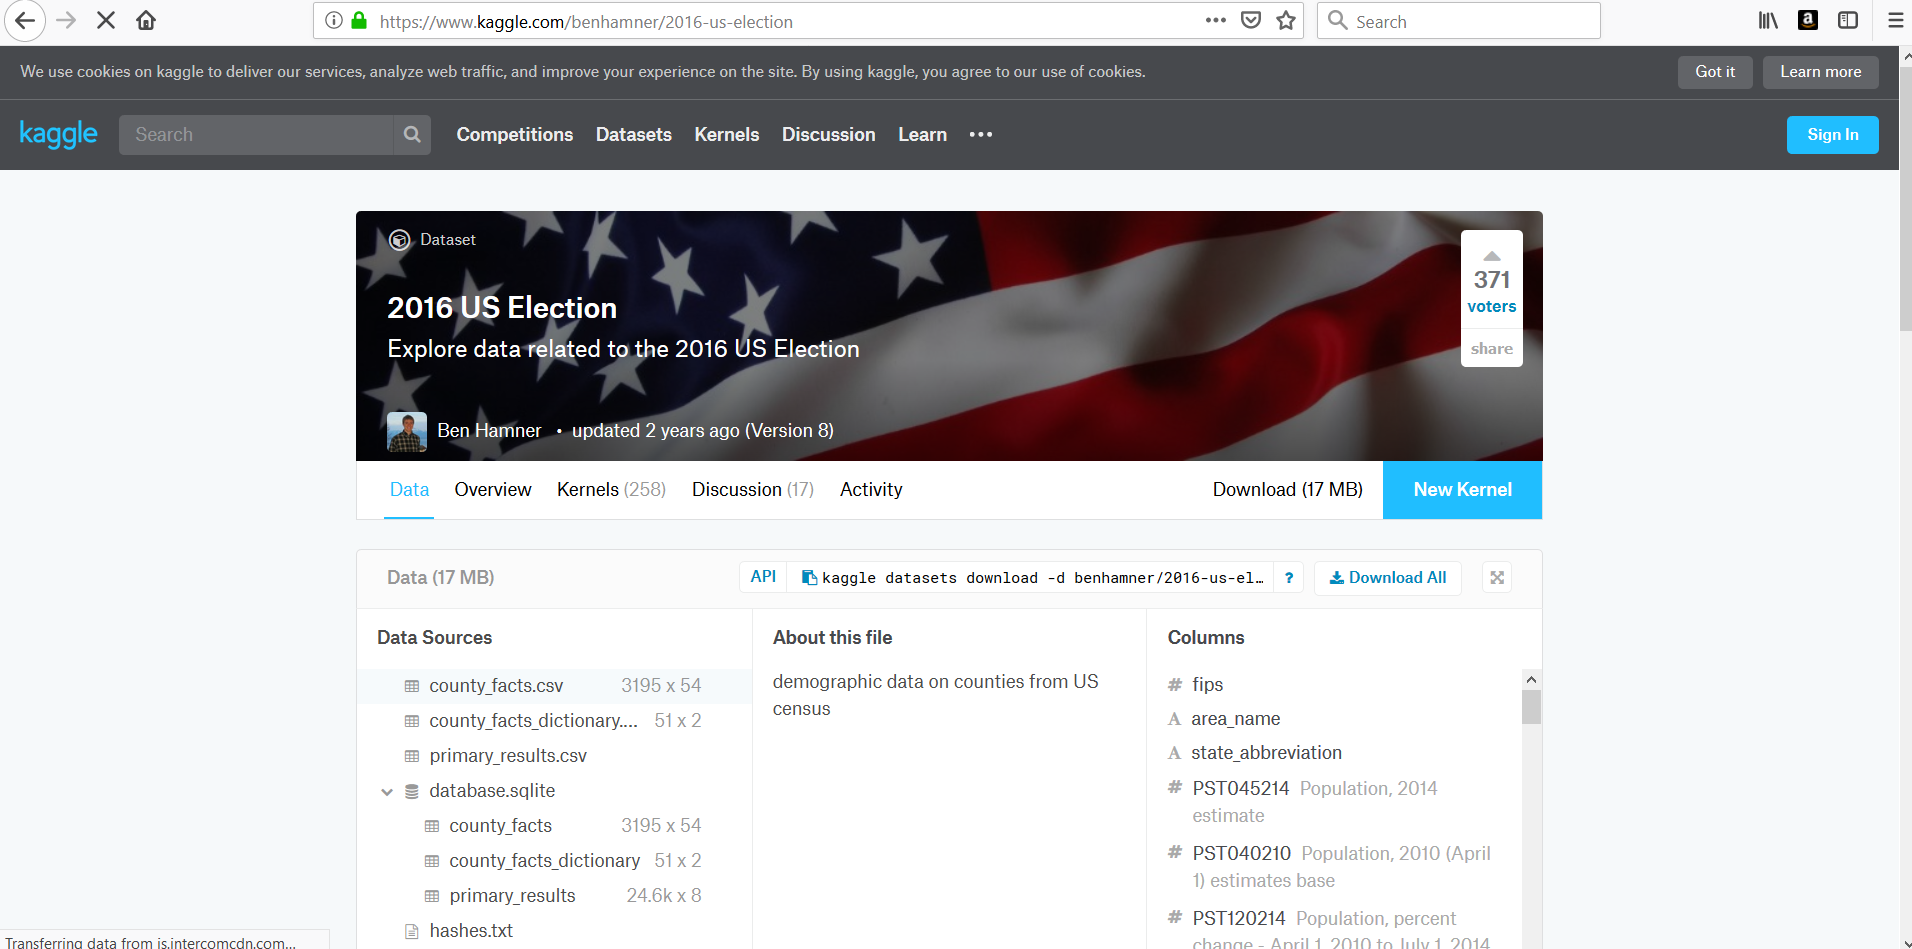 https://www.kaggle.com/benhamner/2016-us-election
Search
We use cookies on kaggle to deliver our services, analyze web traffic, and improve your experience on the site. By using kaggle, you agree to our use of cookies.
Got it
Learn more
kaggle
Search
Competitions Datasets Kernels Discussion Learn
Sign In
Dataset
371
voters
share
2016 US Election
Explore data related to the 2016 US Election
Ben Hamner • updated 2 years ago (Version 8)
Data Overview Kernels (258) Discussion (17) Activity
Download (17 MB)
New Kernel
Data (17 MB)
API
kaggle datasets download -d benhamner/2016-us-el…
?
Download All
Data Sources
county_facts.csv 3195 x 54
county_facts_dictionary.... 51 x 2
primary_results.csv
database.sqlite
county_facts 3195 x 54
county_facts_dictionary 51 x 2
primary_results 24.6k x 8
hashes.txt
About this file
demographic data on counties from US
census
Columns
# fips
A area_name
A state_abbreviation
# PST045214 Population, 2014
estimate
# PST040210 Population, 2010 (April
1) estimates base
# PST120214 Population, percent
change - April 1, 2010 to July 1, 2014
Transferring data from js.intercomcdn.com...